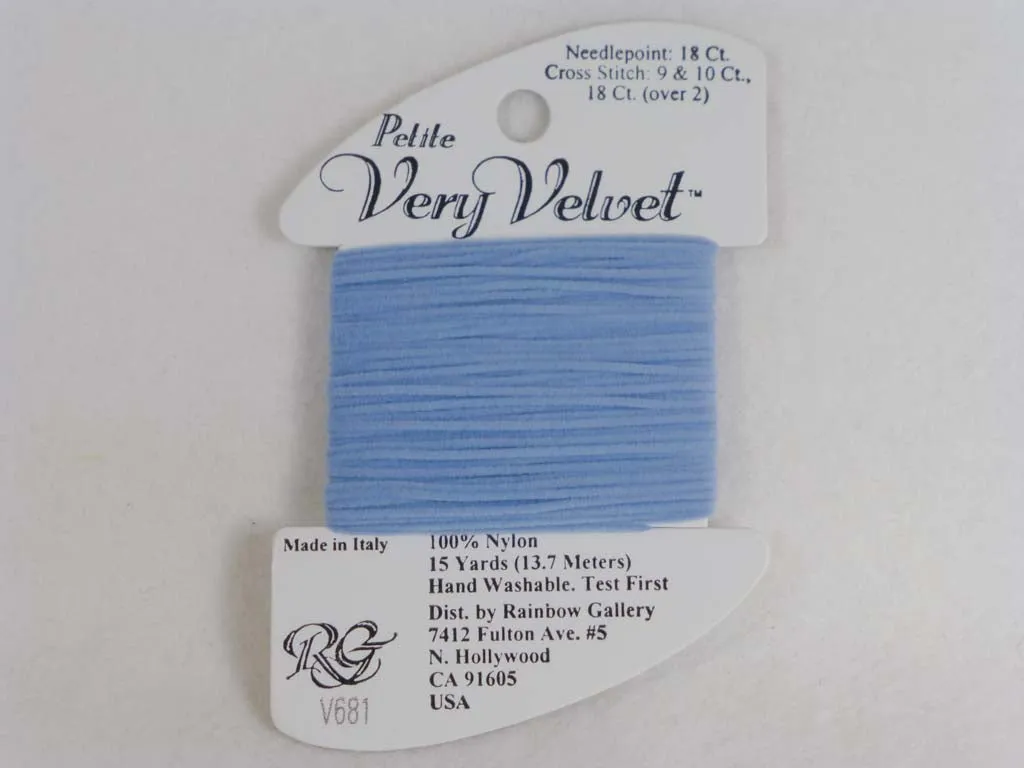 Needlepoint: 18 Ct.
Cross Stitch: 9 & 10 Ct.,
18 Ct. (over 2)
Petite
Very Velvet™
Made in Italy
100% Nylon
15 Yards (13.7 Meters)
Hand Washable. Test First
Dist. by Rainbow Gallery
7412 Fulton Ave. #5
N. Hollywood
CA 91605
USA
RG
V681